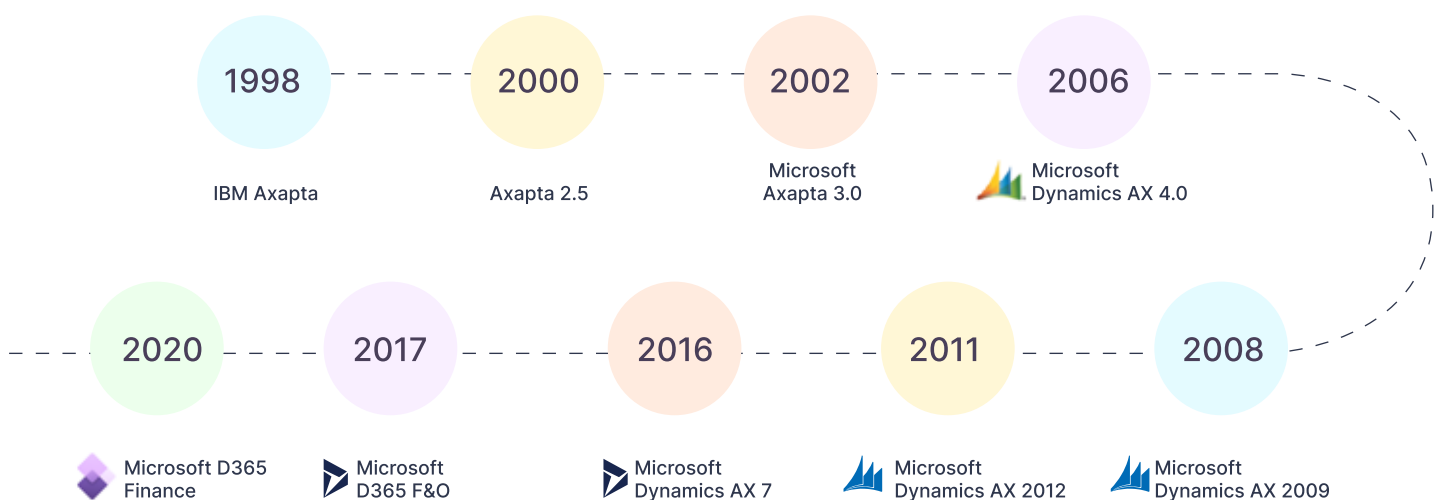 1998
2000
2002
2006
IBM Axapta
Axapta 2.5
Microsoft
Axapta 3.0
Microsoft
Dynamics AX 4.0
2020
2017
2016
2011
2008
Microsoft D365
Finance
Microsoft
D365 F&O
Microsoft
Dynamics AX 7
Microsoft
Dynamics AX 2012
Microsoft
Dynamics AX 2009